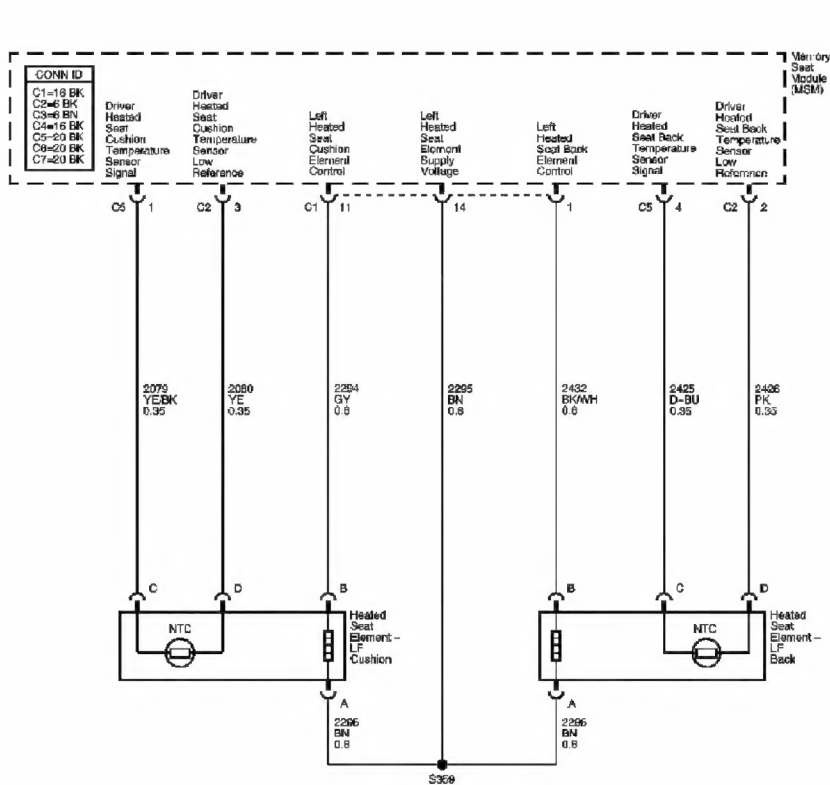 Memory
Seat
Module
(MSM)
CONN ID
C1=16 BK
C2=6 BK
C3=6 BN
C4=16 BK
C5=20 BK
C6=20 BK
C7=20 BK
Driver
Heated
Seat
Cushion
Temperature
Sensor
Signal
Driver
Heated
Seat
Cushion
Temperature
Sensor
Low
Reference
Left
Heated
Seat
Cushion
Element
Control
Left
Heated
Seat
Element
Supply
Voltage
Left
Heated
Seat Back
Element
Control
Driver
Heated
Seat Back
Temperature
Sensor
Signal
Driver
Heated
Seat Back
Temperature
Sensor
Low
Reference
1
C2 3
C1 11
14
1
C5 4
C2 2
2079
YE/BK
0.35
2080
YE
0.35
2294
GY
0.8
2295
BN
0.8
2432
BK/WH
0.8
2425
D-BU
0.35
2426
PK
0.35
C
D
B
B
C
D
NTC
Heated
Seat
Element –
LF
Cushion
NTC
Heated
Seat
Element –
LF
Back
A
2295
BN
0.8
A
2295
BN
0.8
S359